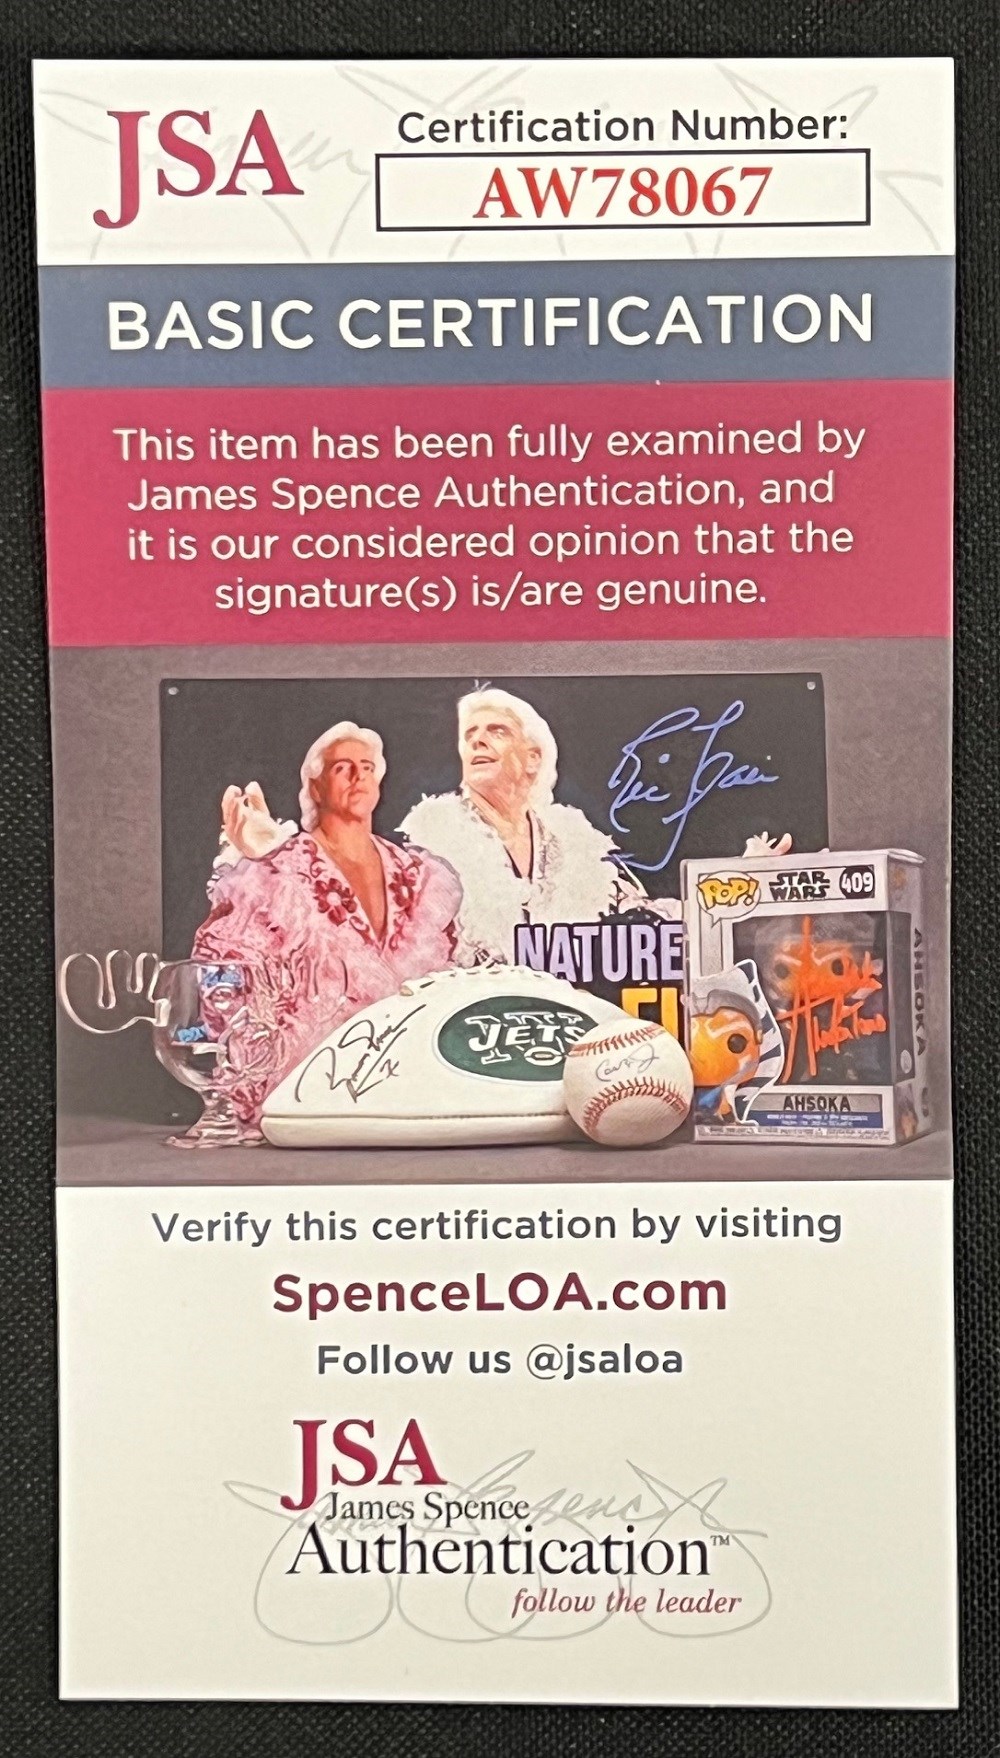 JSA
Certification Number:
AW78067
BASIC CERTIFICATION
This item has been fully examined by
James Spence Authentication, and
it is our considered opinion that the
signature(s) is/are genuine.
Ric Flair
POP!
STAR
WARS
409
NATURE
AHSOKA
JETS
AHSOKA
Verify this certification by visiting
SpenceLOA.com
Follow us @jsaloa
JSA
James Spence
Authentication™
follow the leader